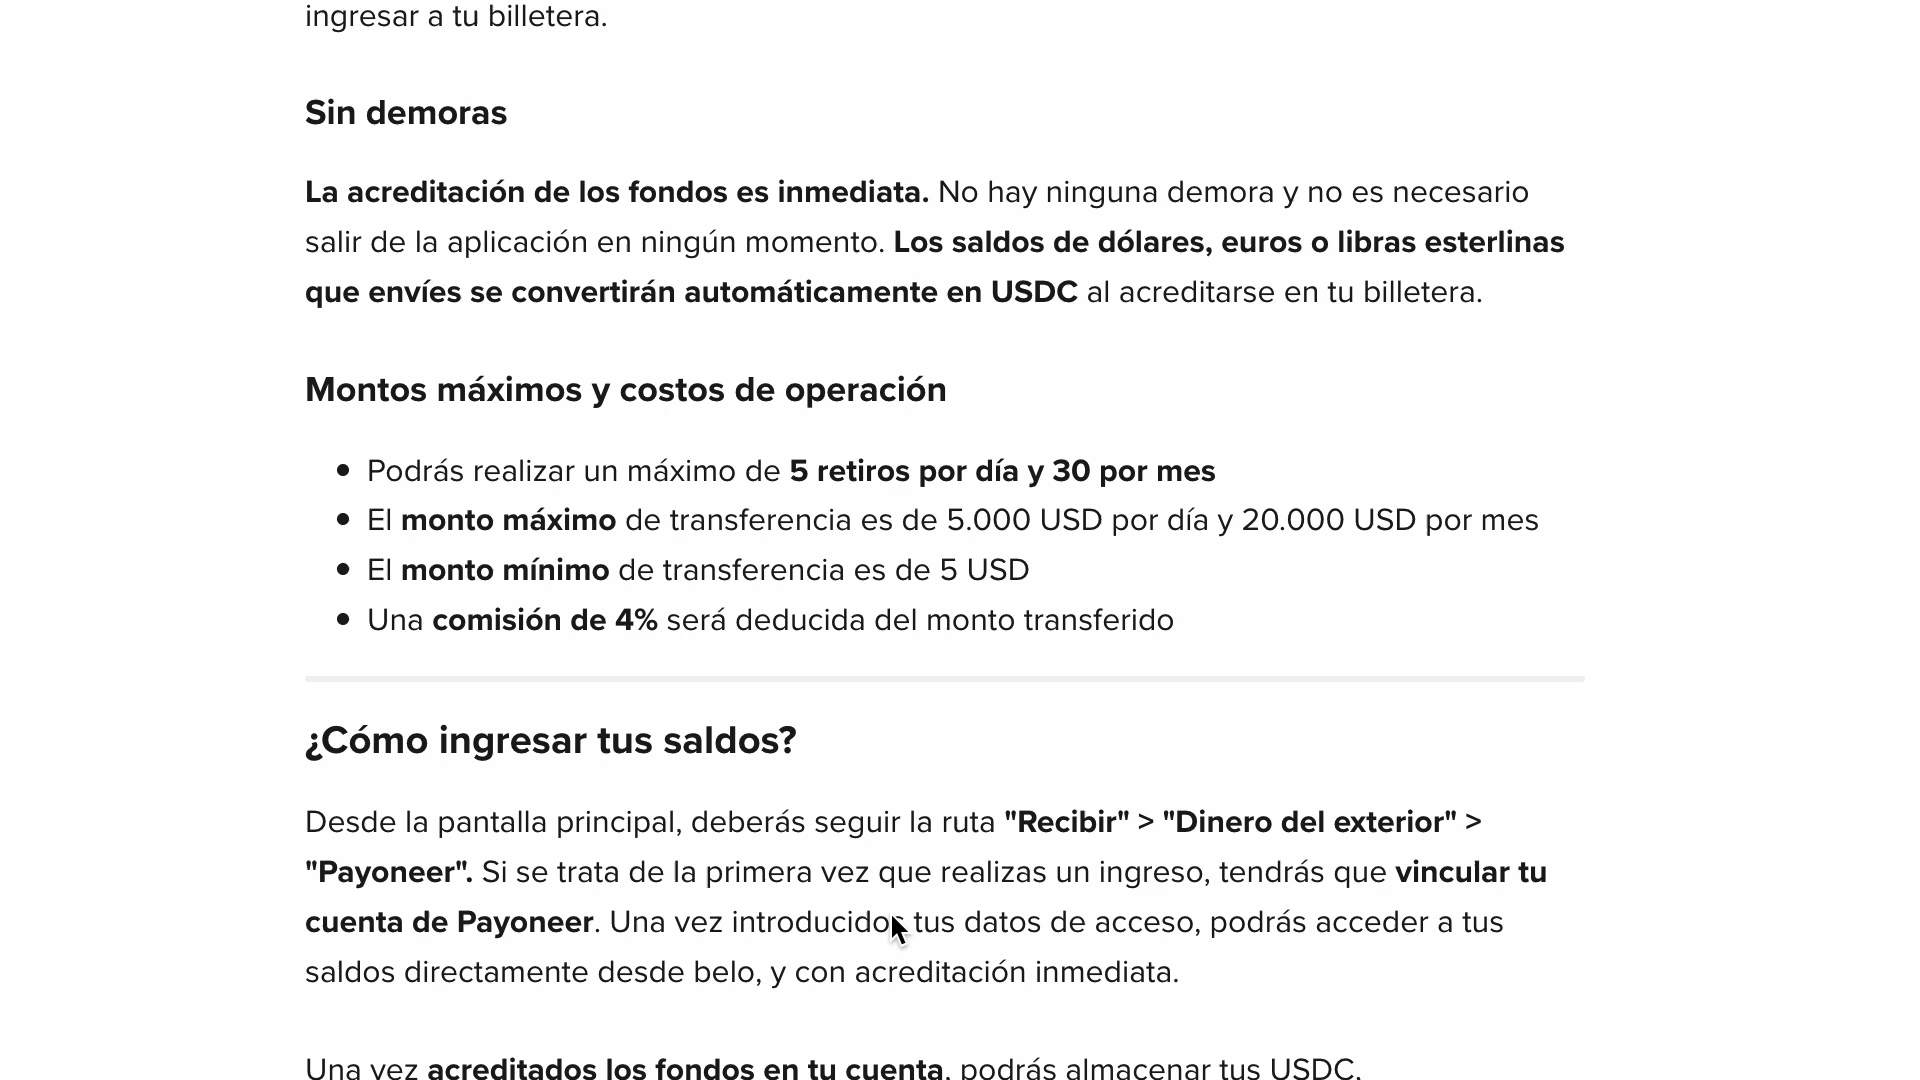 ingresar a tu billetera.
Sin demoras
La acreditación de los fondos es inmediata. No hay ninguna demora y no es necesario
salir de la aplicación en ningún momento. Los saldos de dólares, euros o libras esterlinas
que envíes se convertirán automáticamente en USDC al acreditarse en tu billetera.
Montos máximos y costos de operación
Podrás realizar un máximo de 5 retiros por día y 30 por mes
El monto máximo de transferencia es de 5.000 USD por día y 20.000 USD por mes
El monto mínimo de transferencia es de 5 USD
Una comisión de 4% será deducida del monto transferido
¿Cómo ingresar tus saldos?
Desde la pantalla principal, deberás seguir la ruta "Recibir" > "Dinero del exterior" >
"Payoneer". Si se trata de la primera vez que realizas un ingreso, tendrás que vincular tu
cuenta de Payoneer. Una vez introducidos tus datos de acceso, podrás acceder a tus
saldos directamente desde belo, y con acreditación inmediata.
Una vez acreditados los fondos en tu cuenta, podrás almacenar tus USDC,